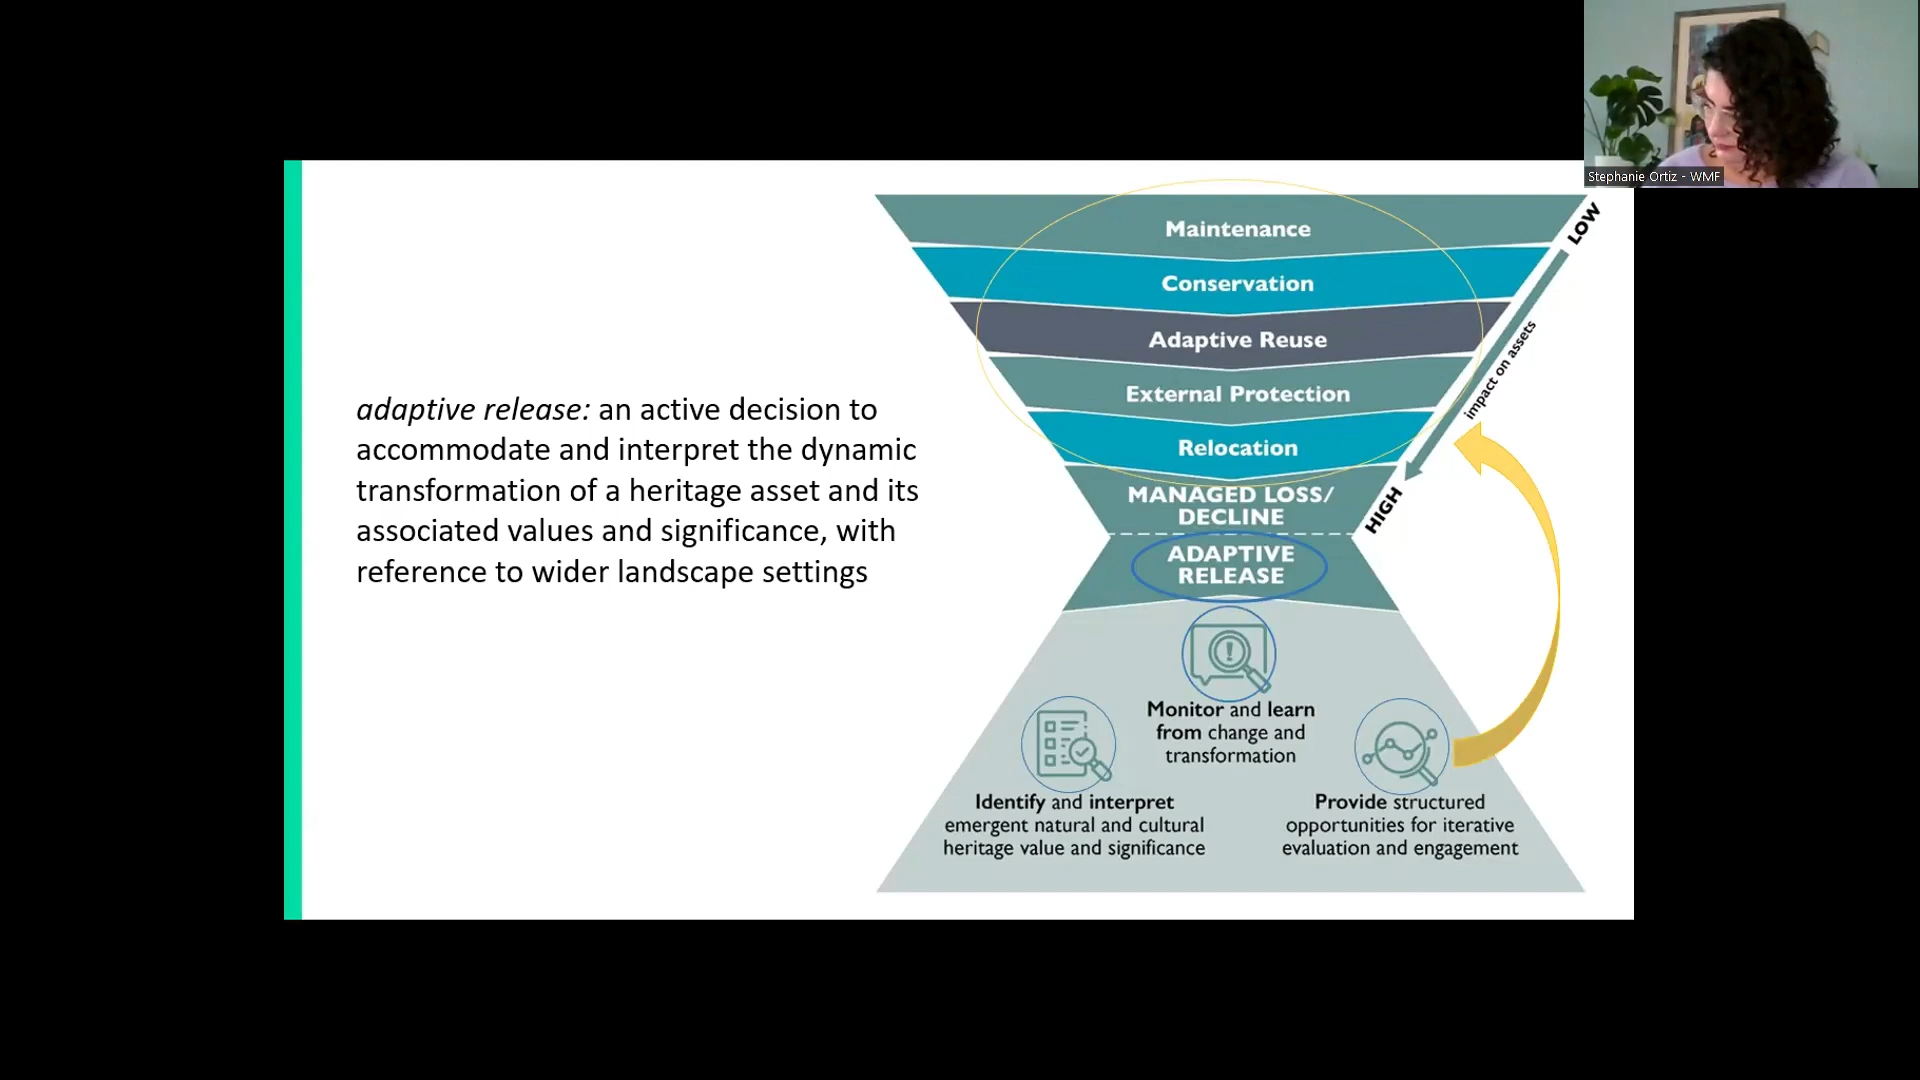 Stephanie Ortiz - WMF
adaptive release: an active decision to
accommodate and interpret the dynamic
transformation of a heritage asset and its
associated values and significance, with
reference to wider landscape settings
Maintenance
Conservation
Adaptive Reuse
External Protection
Relocation
MANAGED LOSS/
DECLINE
ADAPTIVE
RELEASE
LOW
impact on assets
HIGH
Monitor and learn
from change and
transformation
Identify and interpret
emergent natural and cultural
heritage value and significance
Provide structured
opportunities for iterative
evaluation and engagement